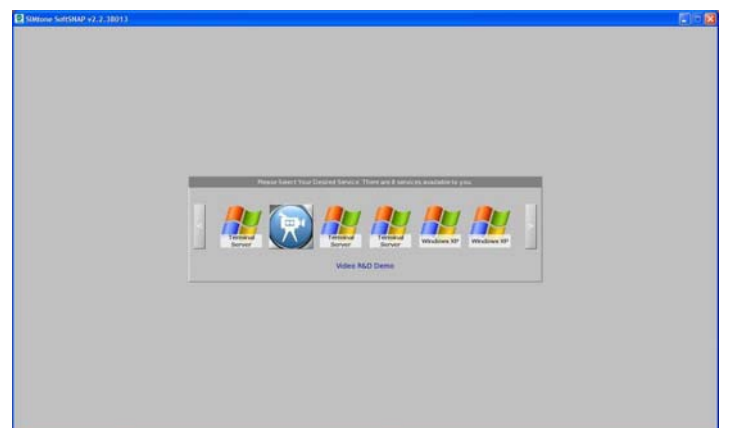 SIMtone SoftSNAP v2.2.38013
Please Select Your Desired Service. There are 8 services available to you.
Terminal Server
Terminal Server
Terminal Server
Windows XP
Windows XP
Video R&D Demo